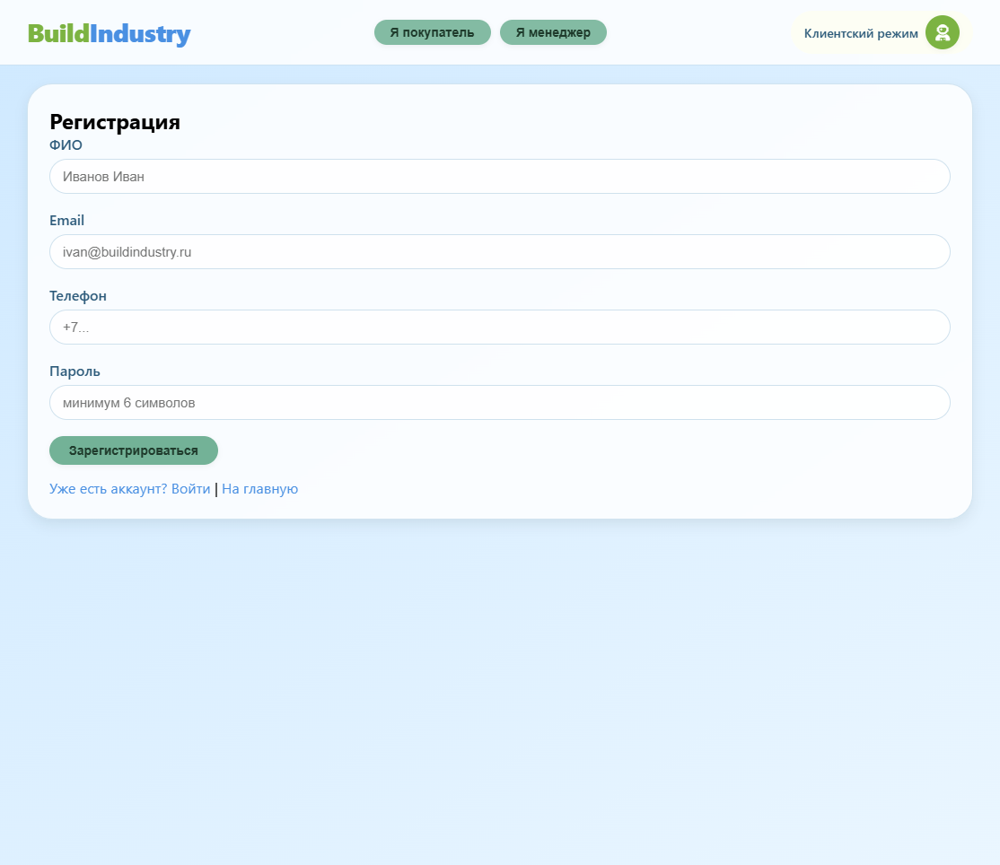 BuildIndustry
Я покупатель Я менеджер
Клиентский режим
Регистрация
ФИО
Иванов Иван
Email
ivan@buildindustry.ru
Телефон
+7...
Пароль
минимум 6 символов
Зарегистрироваться
Уже есть аккаунт? Войти | На главную